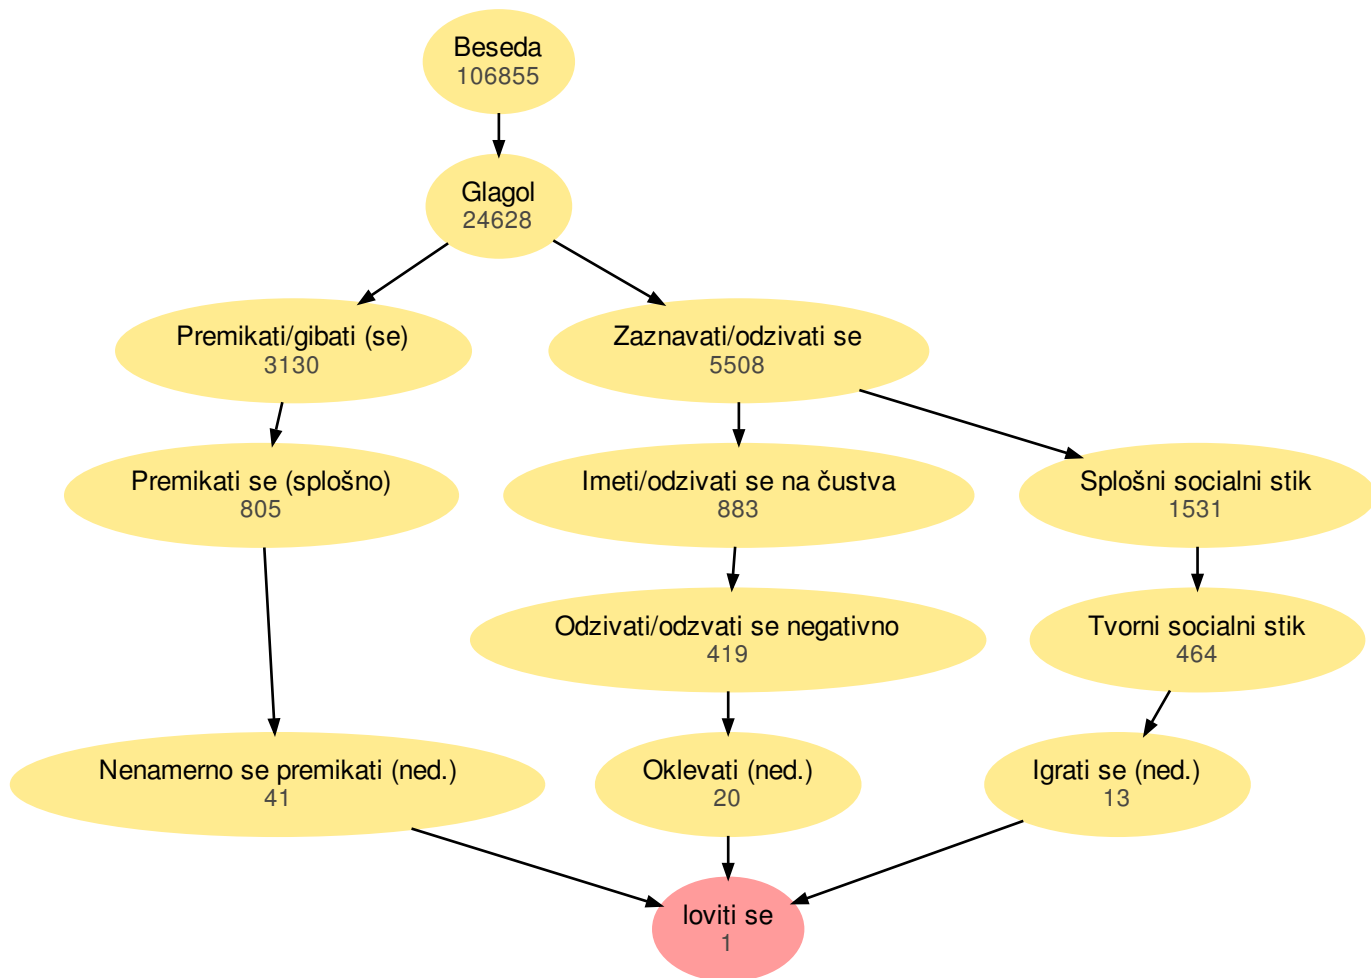 Beseda
106855
Glagol
24628
Premikati/gibati (se)
3130
Zaznavati/odzivati se
5508
Premikati se (splošno)
805
Imeti/odzivati se na čustva
883
Splošni socialni stik
1531
Odzivati/odzvati se negativno
419
Tvorni socialni stik
464
Nenamerno se premikati (ned.)
41
Oklevati (ned.)
20
Igrati se (ned.)
13
loviti se
1